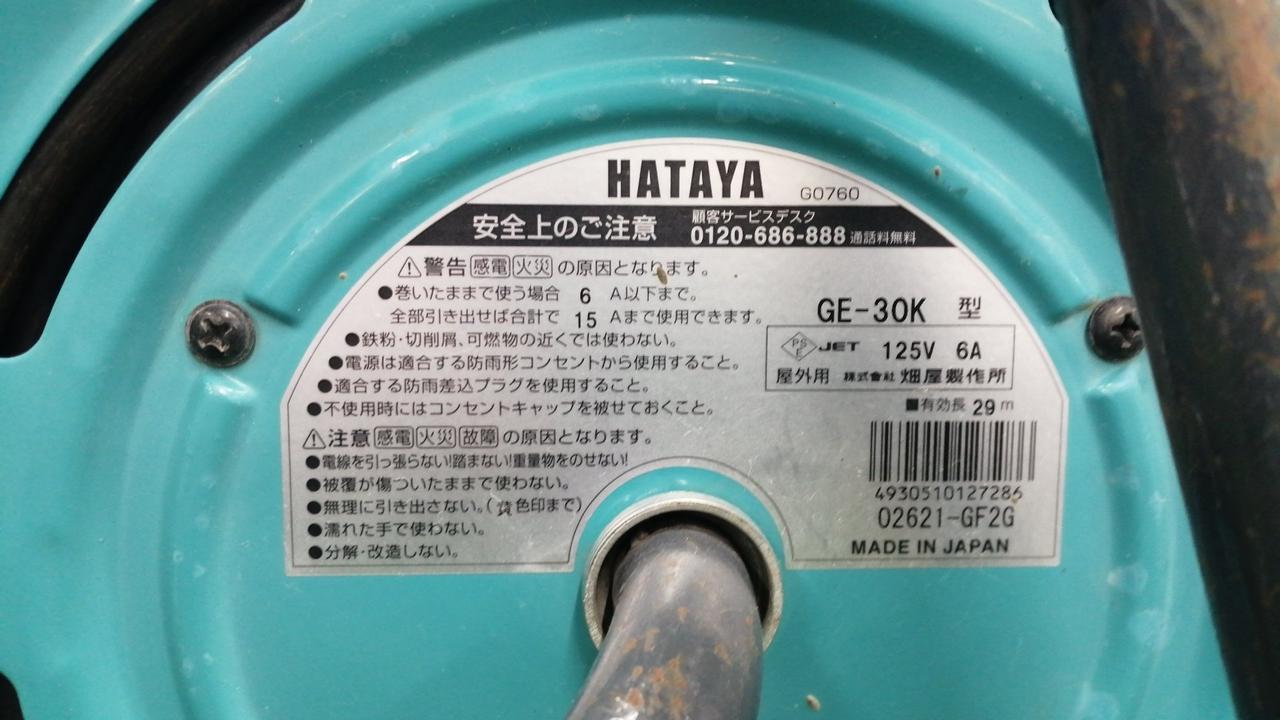 HATAYA
G0760
安全上のご注意
顧客サービスデスク
0120-686-888 通話料無料
⚠警告 感電 火災 の原因となります。
●巻いたままで使う場合 6 A以下まで。
全部引き出せば合計で 15 Aまで使用できます。
●鉄粉・切削屑、可燃物の近くでは使わない。
●電源は適合する防雨形コンセントから使用すること。
●適合する防雨差込プラグを使用すること。
●不使用時にはコンセントキャップを被せておくこと。
⚠注意 感電 火災 故障 の原因となります。
●電線を引っ張らない!踏まない!重量物をのせない!
●被覆が傷ついたままで使わない。
●無理に引き出さない。(黄色印まで)
●濡れた手で使わない。
●分解・改造しない。
GE-30K 型
PSE JET 125V 6A
屋外用 株式会社 畑屋製作所
■有効長 29m
4930510127286
02621-GF2G
MADE IN JAPAN